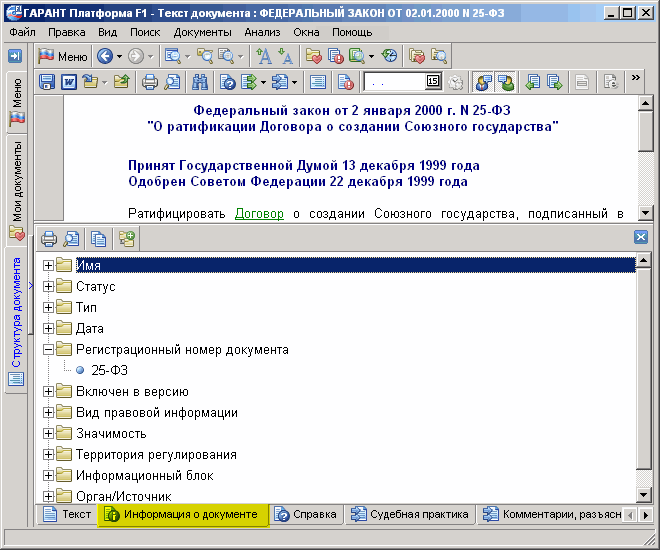 ГАРАНТ Платформа F1 - Текст документа : ФЕДЕРАЛЬНЫЙ ЗАКОН ОТ 02.01.2000 N 25-ФЗ
Файл Правка Вид Поиск Документы Анализ Окна Помощь
Меню
Меню
Мои документы
Структура документа
15
Федеральный закон от 2 января 2000 г. N 25-ФЗ
"О ратификации Договора о создании Союзного государства"
Принят Государственной Думой 13 декабря 1999 года
Одобрен Советом Федерации 22 декабря 1999 года
Ратифицировать Договор о создании Союзного государства, подписанный в
Имя
Статус
Тип
Дата
Регистрационный номер документа
25-ФЗ
Включен в версию
Вид правовой информации
Значимость
Территория регулирования
Информационный блок
Орган/Источник
Текст Информация о документе Справка Судебная практика Комментарии, разъясн